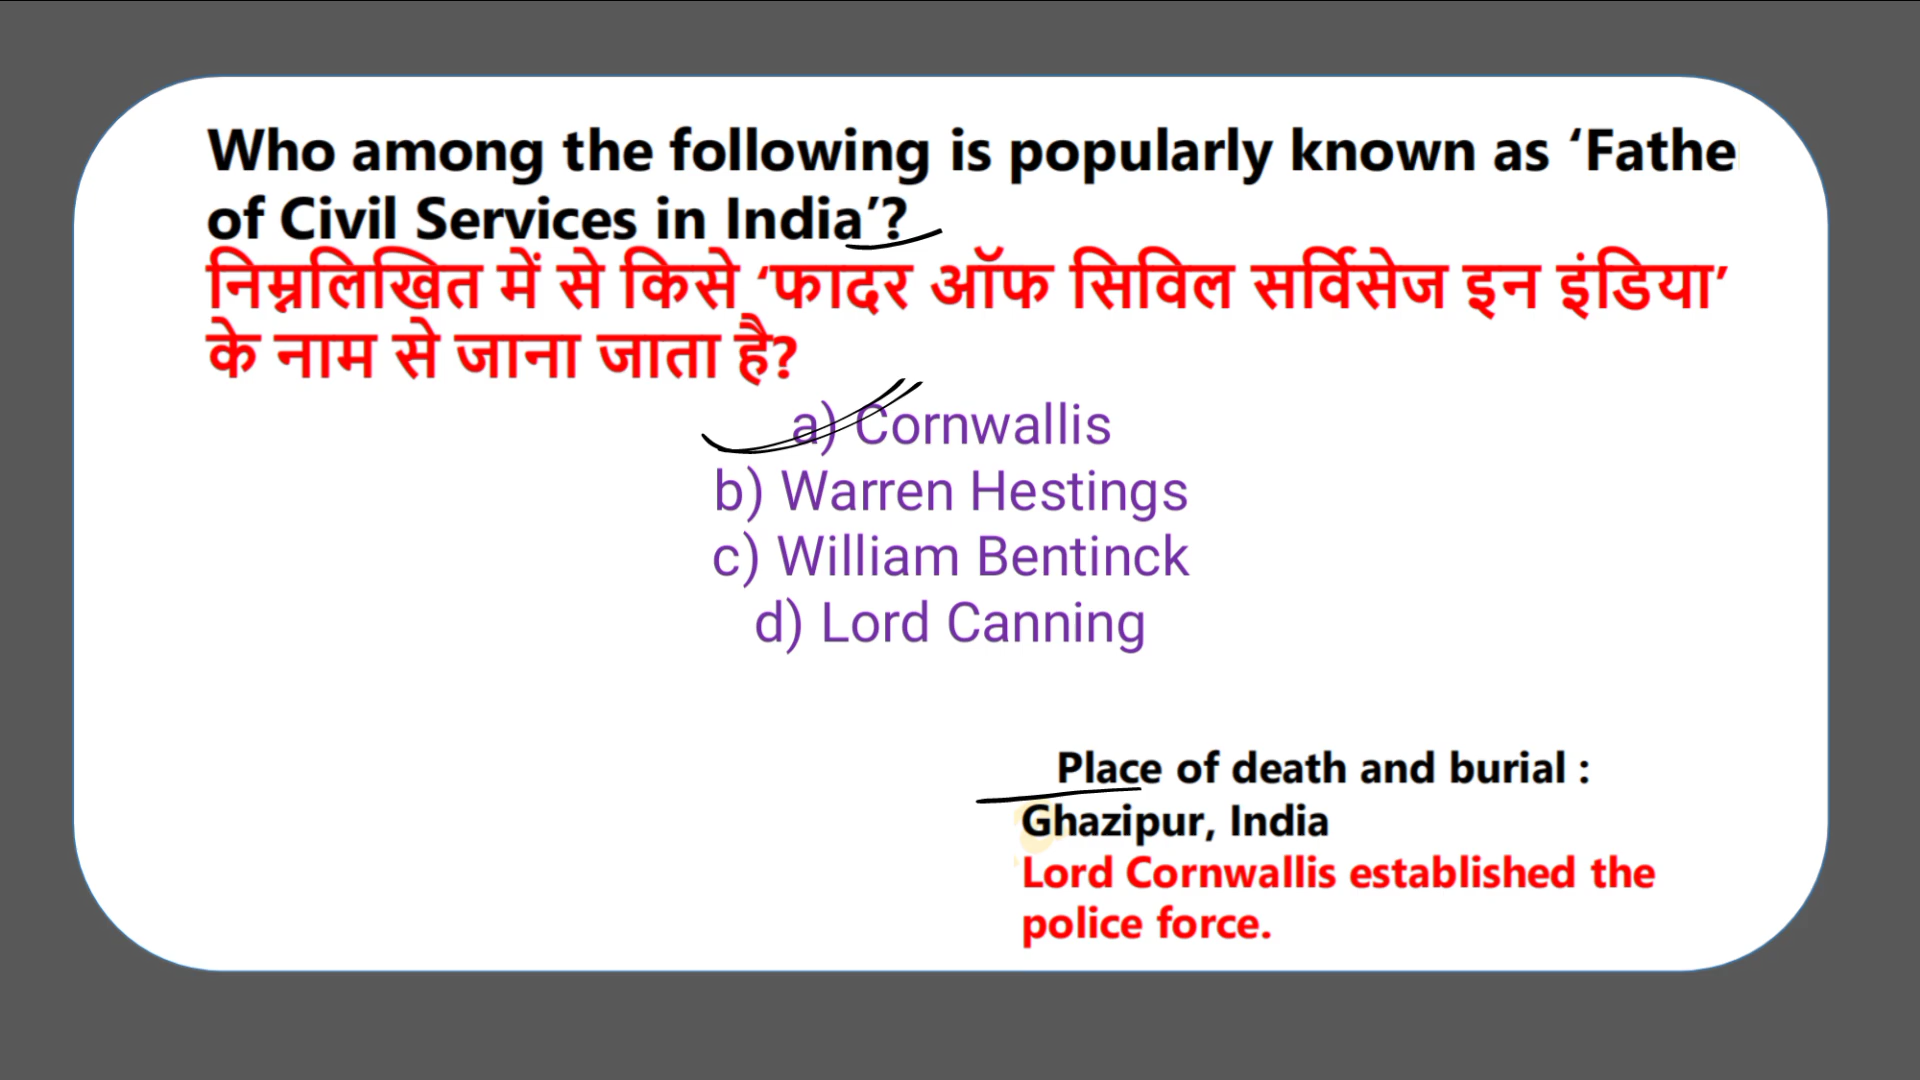 Who among the following is popularly known as ‘Fathe
of Civil Services in India’?
निम्नलिखित में से किसे ‘फादर ऑफ सिविल सर्विसेज इन इंडिया’
के नाम से जाना जाता है?
a) Cornwallis
b) Warren Hestings
c) William Bentinck
d) Lord Canning
Place of death and burial :
Ghazipur, India
Lord Cornwallis established the
police force.